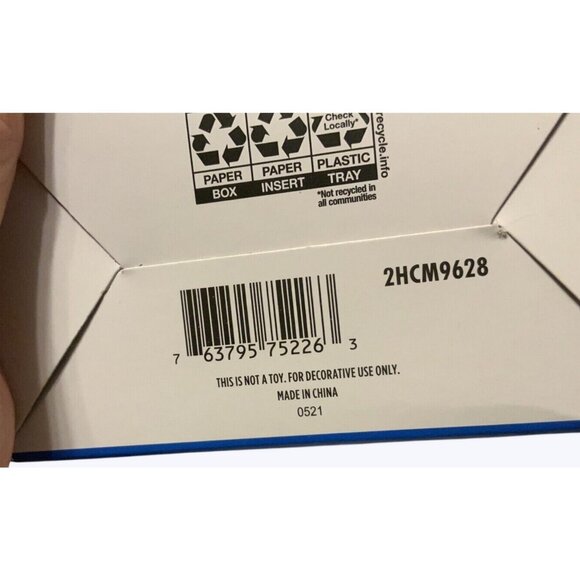 Check
Locally*
PAPER
BOX
PAPER
INSERT
PLASTIC
TRAY
*Not recycled in
all communities
recycle.info
2HCM9628
7 63795 75226 3
THIS IS NOT A TOY. FOR DECORATIVE USE ONLY.
MADE IN CHINA
0521